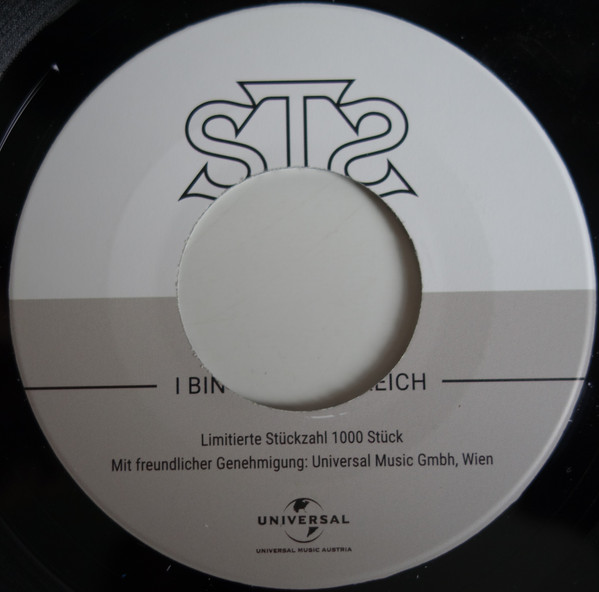 STS
I BIN EICH
Limitierte Stückzahl 1000 Stück
Mit freundlicher Genehmigung: Universal Music Gmbh, Wien
UNIVERSAL
UNIVERSAL MUSIC AUSTRIA